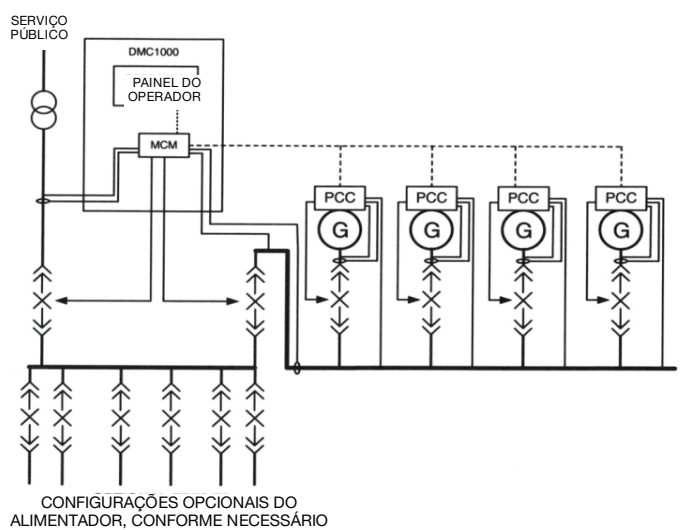 SERVIÇO
PÚBLICO
DMC1000
PAINEL DO
OPERADOR
MCM
PCC
PCC
PCC
PCC
G
G
G
G
CONFIGURAÇÕES OPCIONAIS DO
ALIMENTADOR, CONFORME NECESSÁRIO